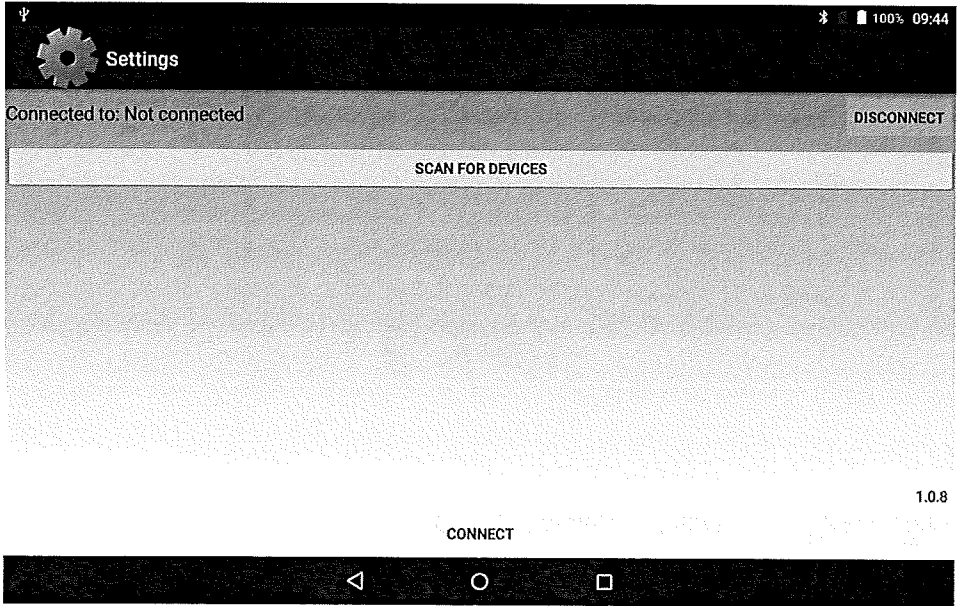 100% 09:44
Settings
Connected to: Not connected
DISCONNECT
SCAN FOR DEVICES
1.0.8
CONNECT